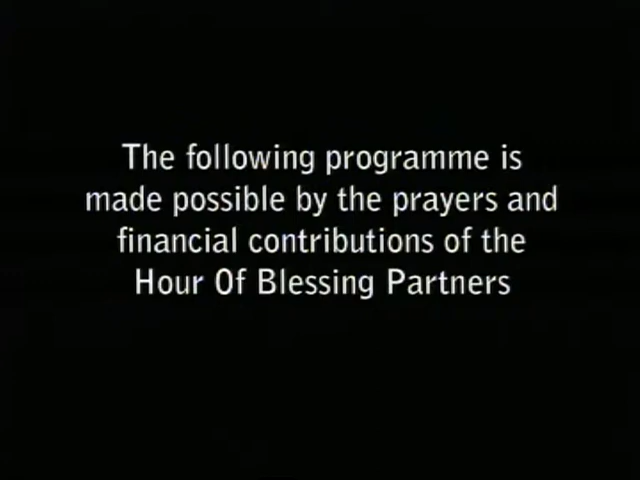 The following programme is
made possible by the prayers and
financial contributions of the
Hour Of Blessing Partners